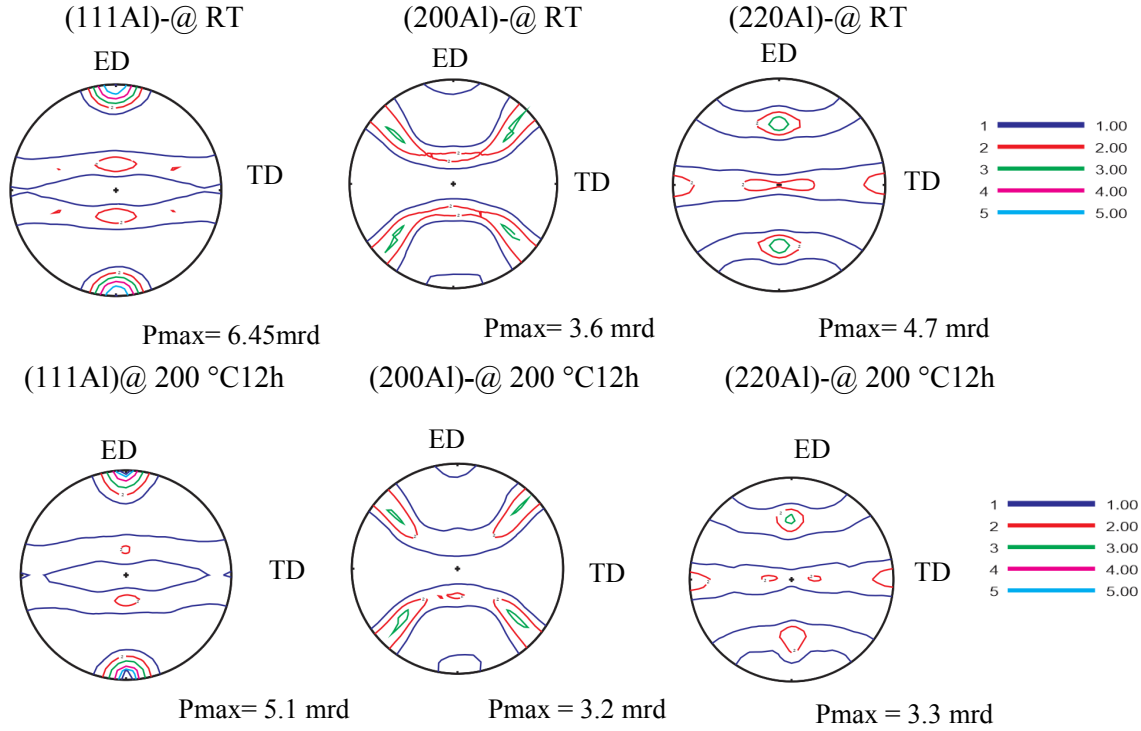 (111Al)-@ RT
(200Al)-@ RT
(220Al)-@ RT
ED
ED
ED
TD
TD
TD
1 1.00
2 2.00
3 3.00
4 4.00
5 5.00
Pmax= 6.45mrd
Pmax= 3.6 mrd
Pmax= 4.7 mrd
(111Al)@ 200 °C12h
(200Al)-@ 200 °C12h
(220Al)-@ 200 °C12h
ED
ED
ED
TD
TD
TD
1 1.00
2 2.00
3 3.00
4 4.00
5 5.00
Pmax= 5.1 mrd
Pmax = 3.2 mrd
Pmax = 3.3 mrd